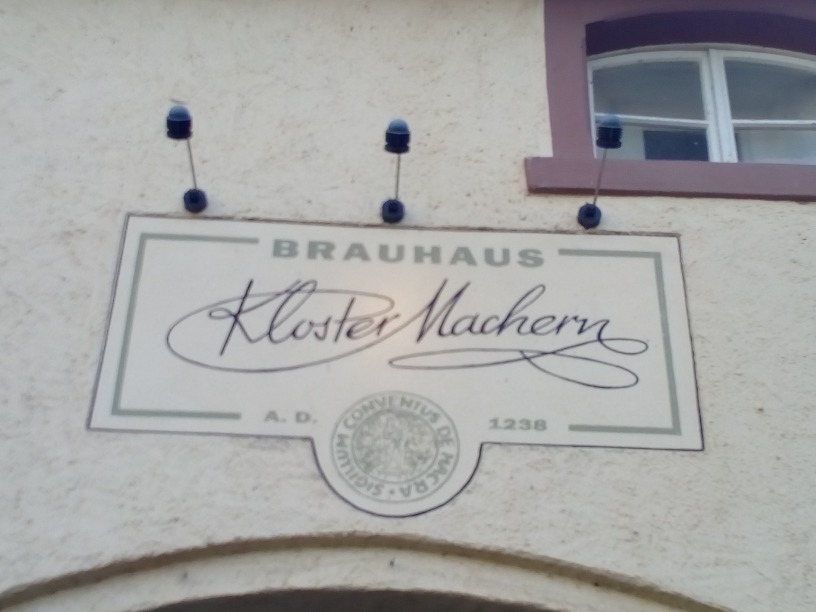 BRAUHAUS
Kloster Machern
A. D. 1238
SIGILLUM CONVENTUS DE MACRA